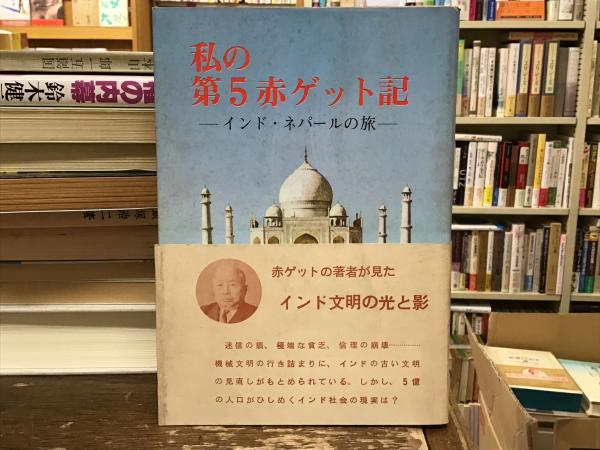 私の
第5赤ゲット記
―インド・ネパールの旅―
赤ゲットの著者が見た
インド文明の光と影
迷信の鎖、極端な貧乏、倫理の崩壊…………
機械文明の行き詰まりに、インドの古い文明
の見直しがもとめられている。しかし、5億
の人口がひしめくインド社会の現実は?
の内幕
鈴木健